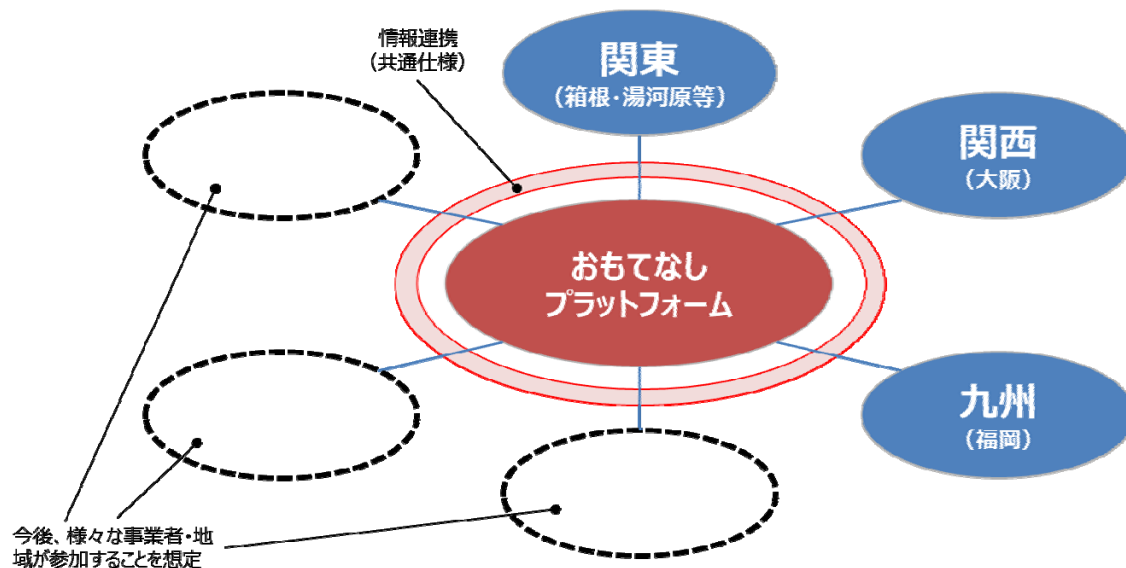 情報連携
（共通仕様）
関東
（箱根・湯河原等）
関西
（大阪）
おもてなし
プラットフォーム
九州
（福岡）
今後、様々な事業者・地
域が参加することを想定